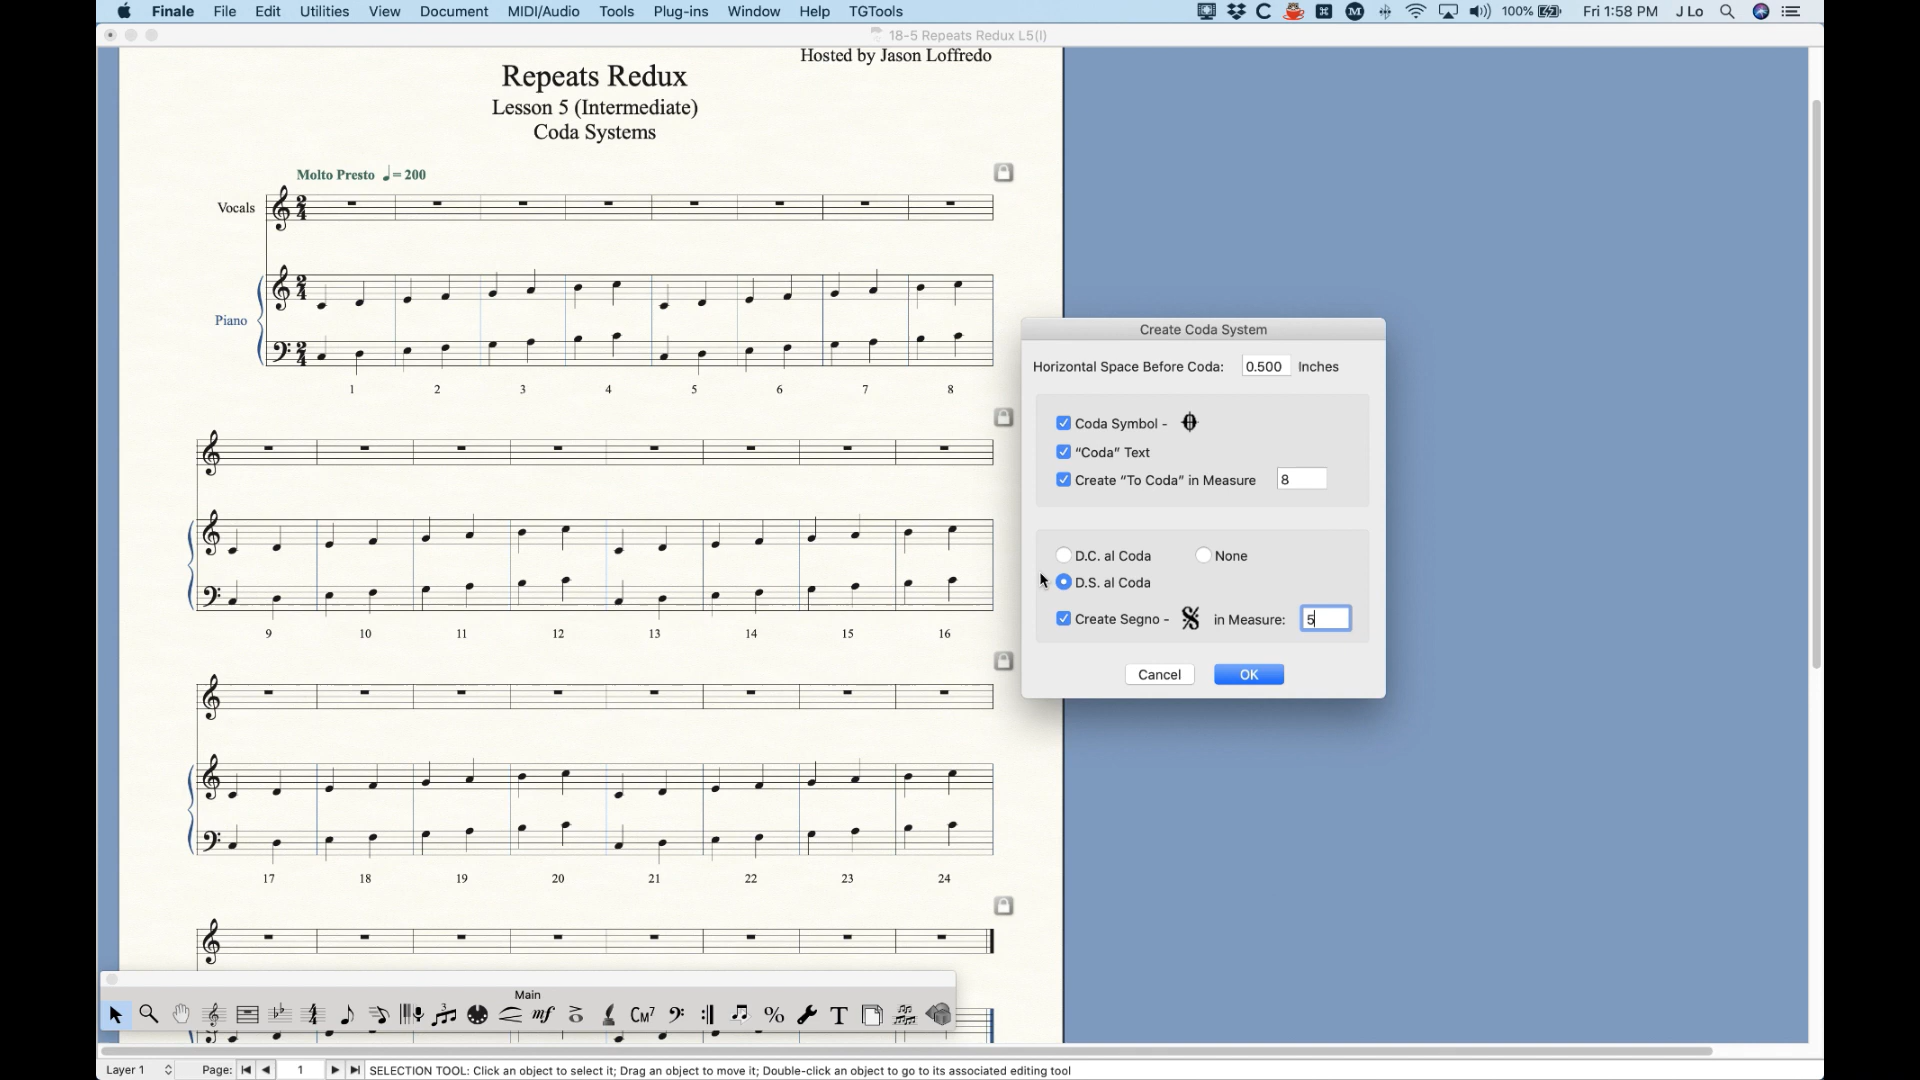 Finale File Edit Utilities View Document MIDI/Audio Tools Plug-ins Window Help TGTools 100% Fri 1:58 PM J Lo
18-5 Repeats Redux L5(I)
Hosted by Jason Loffredo
Repeats Redux
Lesson 5 (Intermediate)
Coda Systems
Molto Presto ♩= 200
Vocals
Piano
1 2 3 4 5 6 7 8
9 10 11 12 13 14 15 16
17 18 19 20 21 22 23 24
Create Coda System
Horizontal Space Before Coda: 0.500 Inches
Coda Symbol -
"Coda" Text
Create "To Coda" in Measure 8
D.C. al Coda None
D.S. al Coda
Create Segno - in Measure: 5
Cancel OK
Main
mf CM7 % T
Layer 1 Page: 1 SELECTION TOOL: Click an object to select it; Drag an object to move it; Double-click an object to go to its associated editing tool